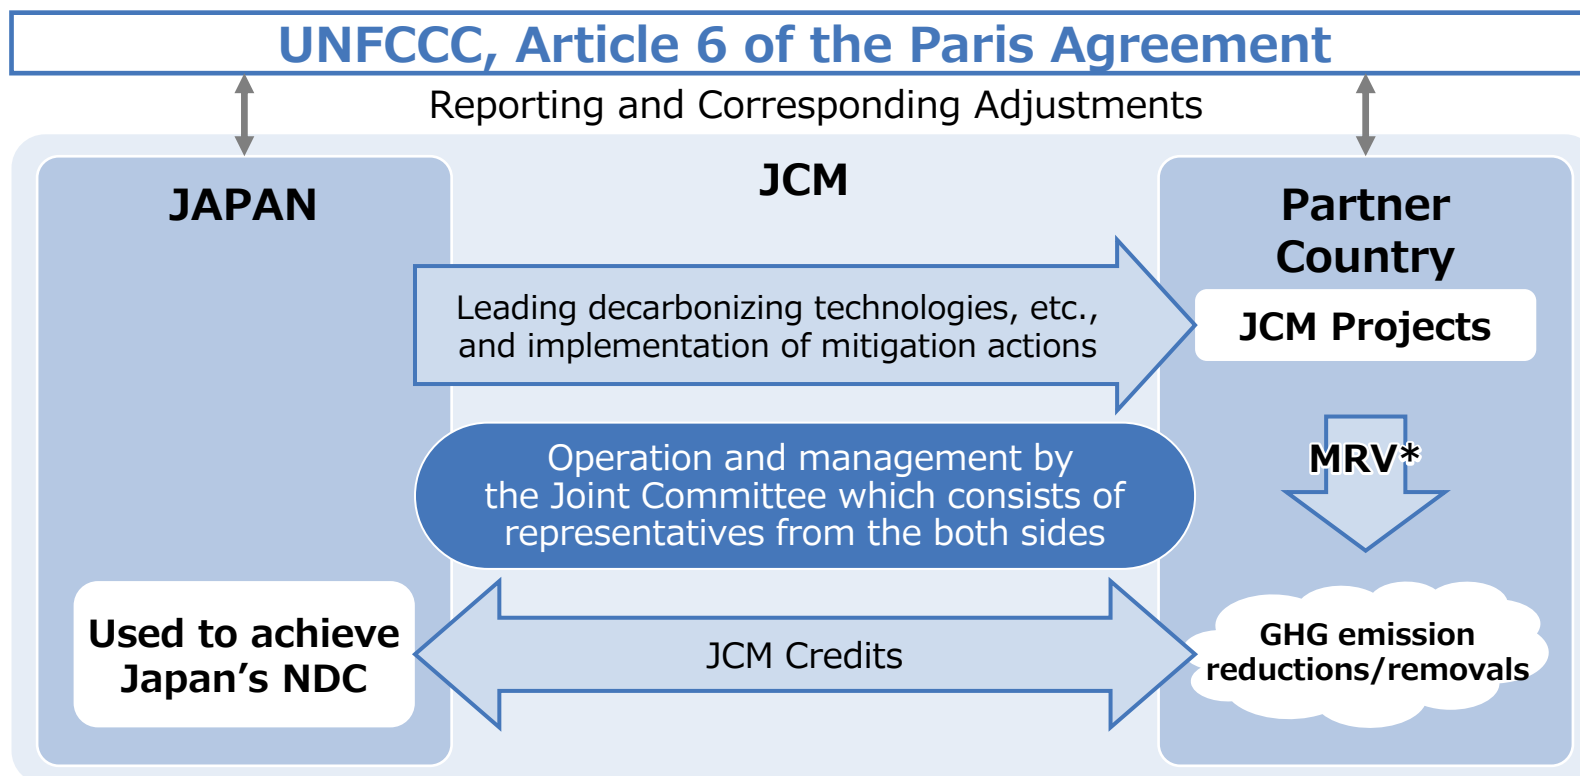 UNFCCC, Article 6 of the Paris Agreement
Reporting and Corresponding Adjustments
JCM
JAPAN
Partner
Country
Leading decarbonizing technologies, etc.,
and implementation of mitigation actions
JCM Projects
Operation and management by
the Joint Committee which consists of
representatives from the both sides
MRV*
Used to achieve
Japan's NDC
JCM Credits
GHG emission
reductions/removals